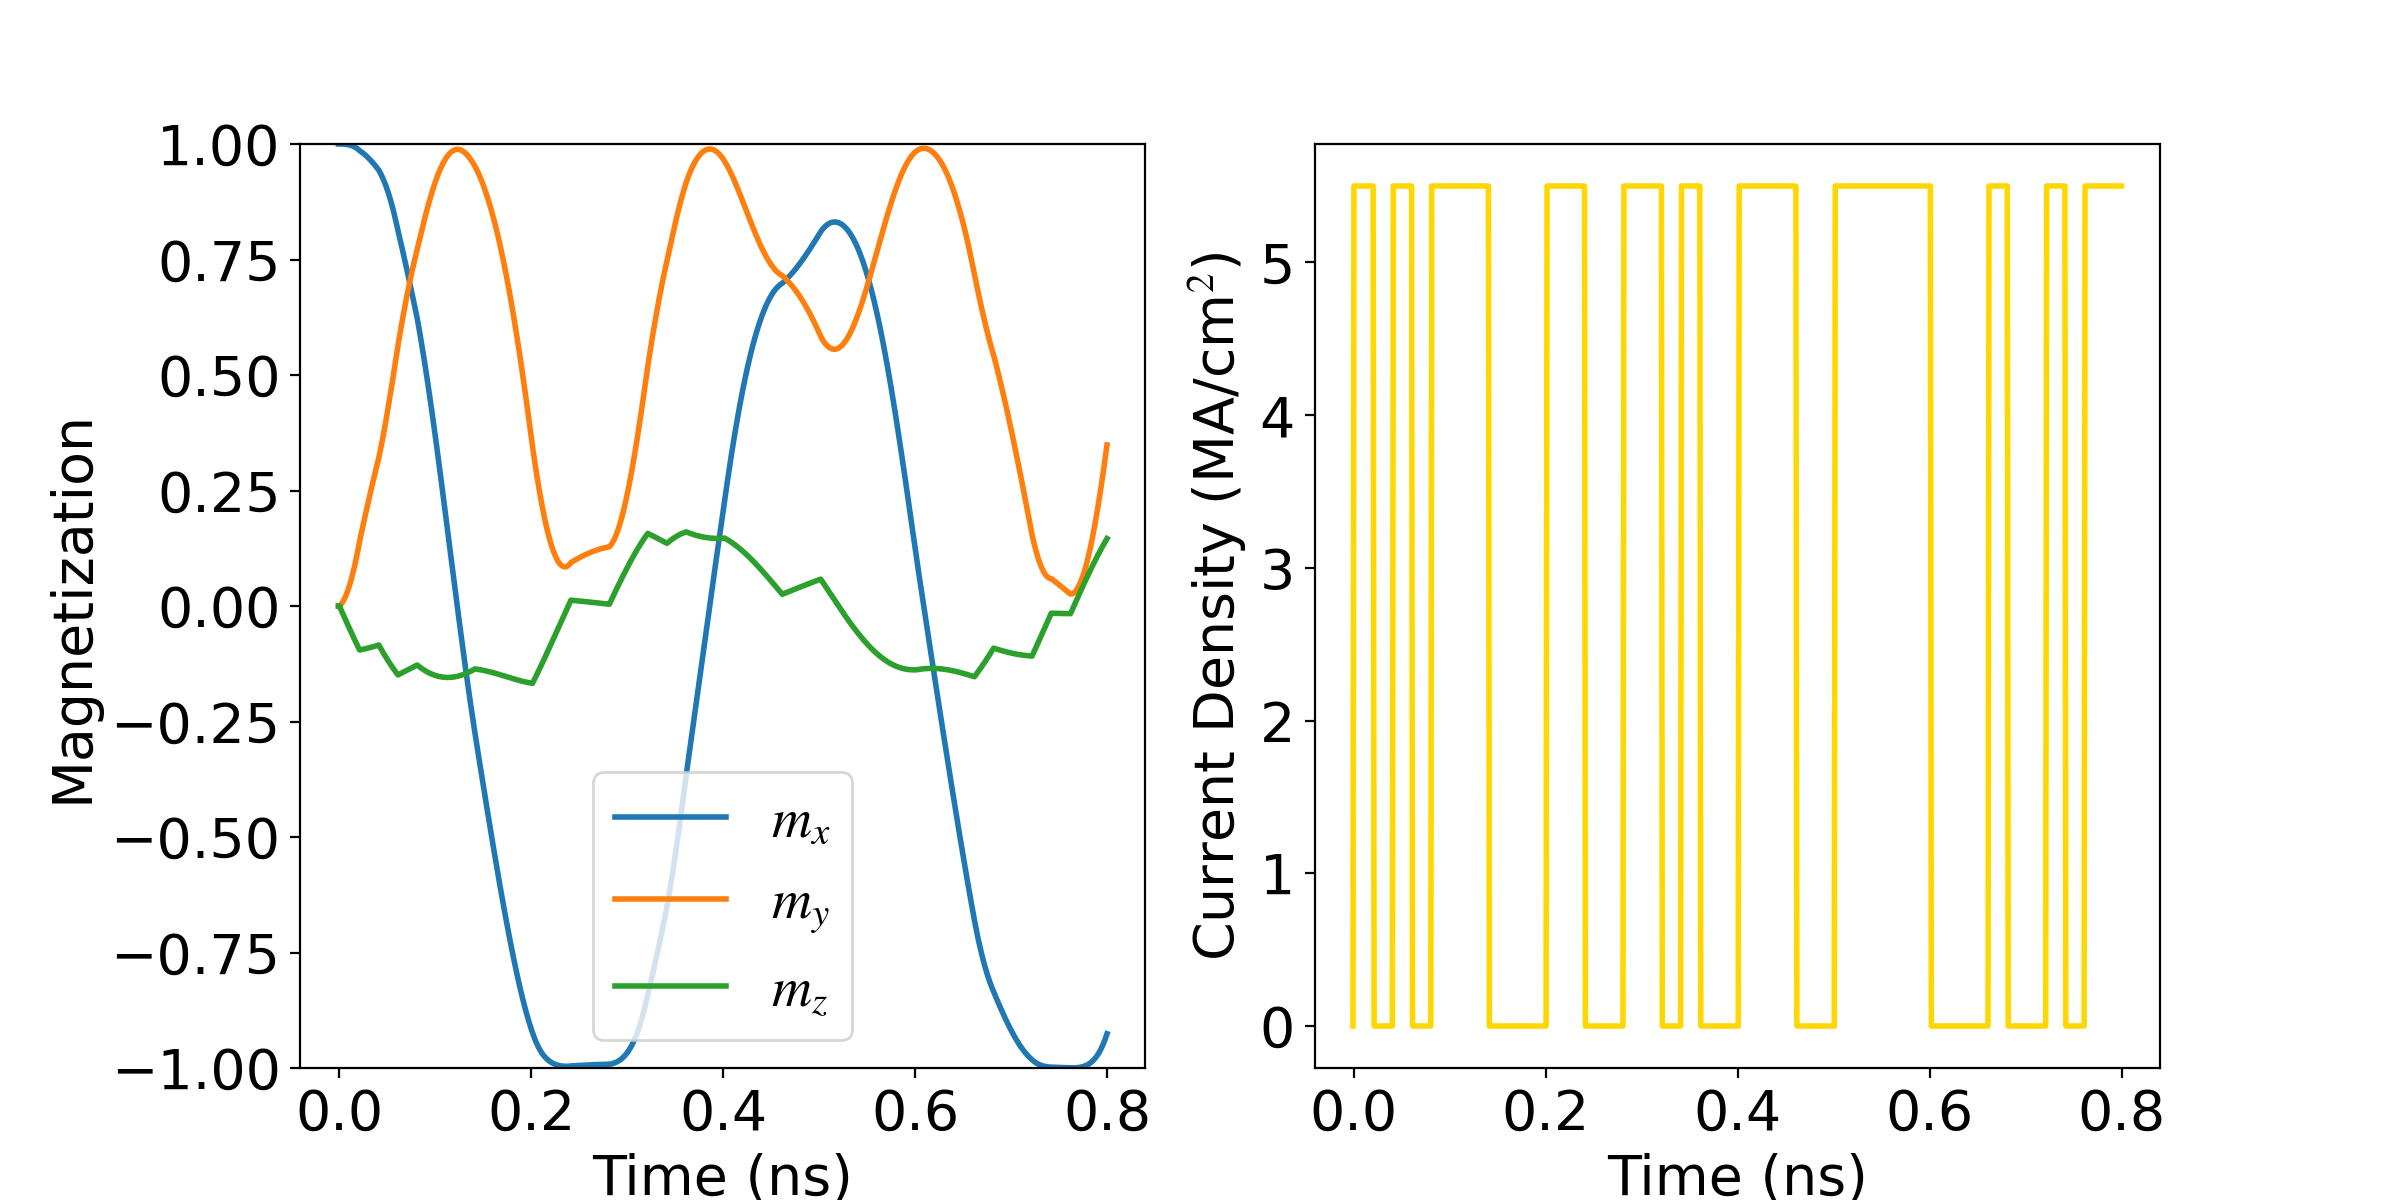 Magnetization
1.00
0.75
0.50
0.25
0.00
−0.25
−0.50
−0.75
−1.00
0.0 0.2 0.4 0.6 0.8
Time (ns)
m_x
m_y
m_z
Current Density (MA/cm²)
5
4
3
2
1
0
0.0 0.2 0.4 0.6 0.8
Time (ns)